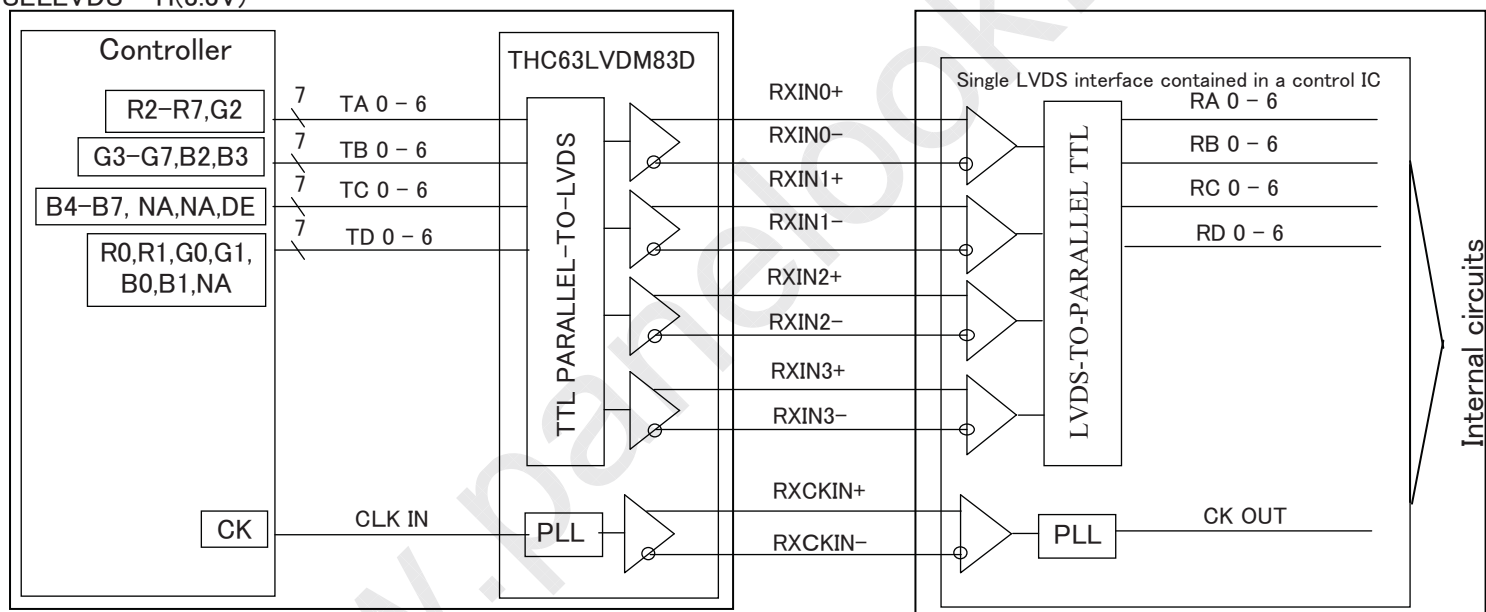 Controller
THC63LVDM83D
Single LVDS interface contained in a control IC
R2-R7,G2
7
TA 0 - 6
RXIN0+
RA 0 - 6
G3-G7,B2,B3
7
TB 0 - 6
RXIN0-
RB 0 - 6
B4-B7, NA,NA,DE
7
TC 0 - 6
RXIN1+
RC 0 - 6
R0,R1,G0,G1,
B0,B1,NA
7
TD 0 - 6
RXIN1-
RD 0 - 6
TTL PARALLEL-TO-LVDS
RXIN2+
RXIN2-
RXIN3+
RXIN3-
LVDS-TO-PARALLEL TTL
Internal circuits
CK
CLK IN
PLL
RXCKIN+
RXCKIN-
PLL
CK OUT